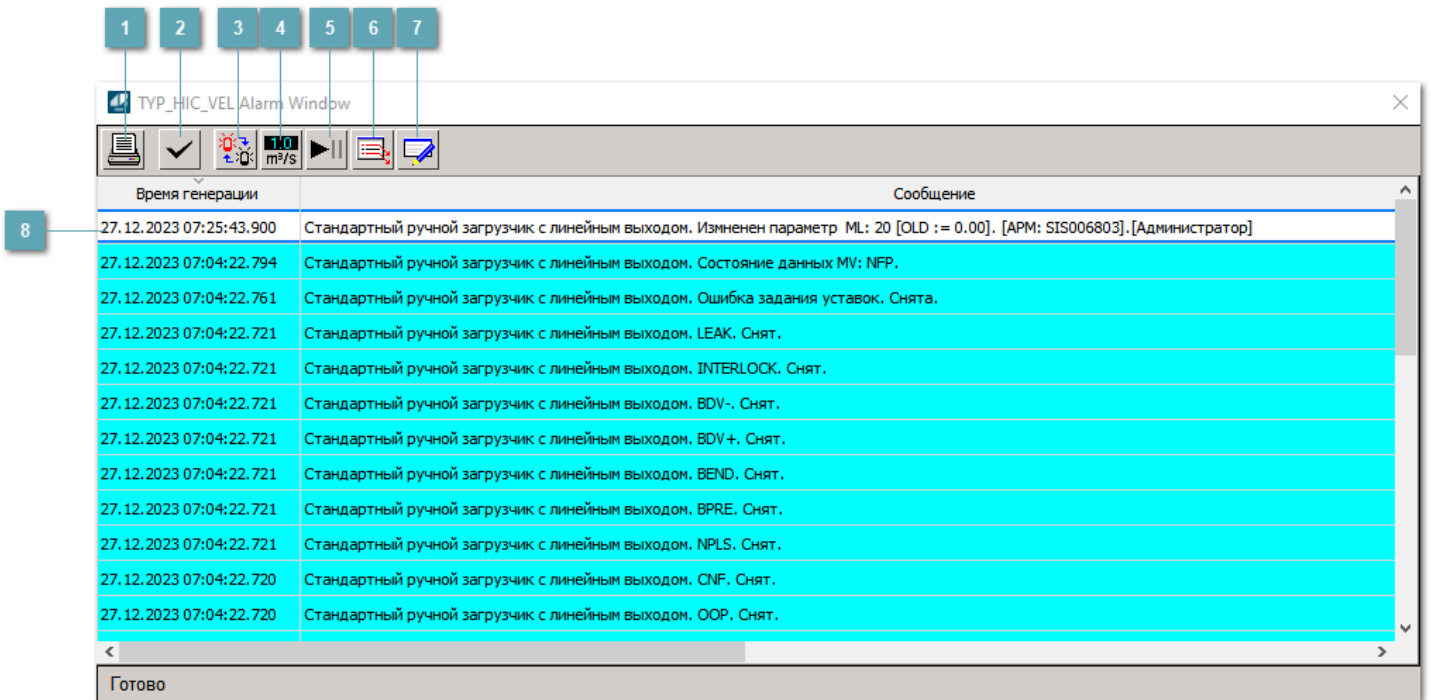 1 2 3 4 5 6 7
TYP_HIC_VEL Alarm Window
1.0
m³/s
Время генерации Сообщение
8
27.12.2023 07:25:43.900 Стандартный ручной загрузчик с линейным выходом. Измненен параметр ML: 20 [OLD := 0.00]. [АРМ: SIS006803].[Администратор]
27.12.2023 07:04:22.794 Стандартный ручной загрузчик с линейным выходом. Состояние данных MV: NFP.
27.12.2023 07:04:22.761 Стандартный ручной загрузчик с линейным выходом. Ошибка задания уставок. Снята.
27.12.2023 07:04:22.721 Стандартный ручной загрузчик с линейным выходом. LEAK. Снят.
27.12.2023 07:04:22.721 Стандартный ручной загрузчик с линейным выходом. INTERLOCK. Снят.
27.12.2023 07:04:22.721 Стандартный ручной загрузчик с линейным выходом. BDV-. Снят.
27.12.2023 07:04:22.721 Стандартный ручной загрузчик с линейным выходом. BDV+. Снят.
27.12.2023 07:04:22.721 Стандартный ручной загрузчик с линейным выходом. BEND. Снят.
27.12.2023 07:04:22.721 Стандартный ручной загрузчик с линейным выходом. BPRE. Снят.
27.12.2023 07:04:22.721 Стандартный ручной загрузчик с линейным выходом. NPLS. Снят.
27.12.2023 07:04:22.720 Стандартный ручной загрузчик с линейным выходом. CNF. Снят.
27.12.2023 07:04:22.720 Стандартный ручной загрузчик с линейным выходом. OOP. Снят.
Готово